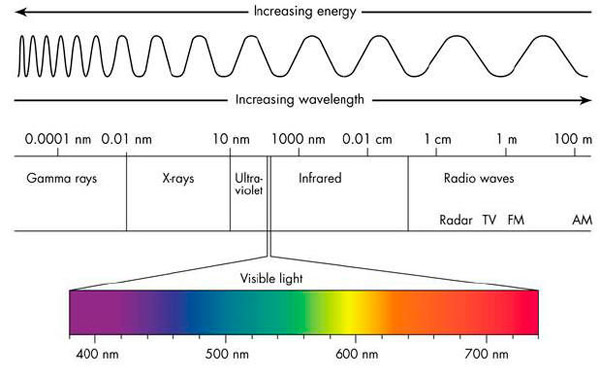 Increasing energy
Increasing wavelength
0.0001 nm 0.01 nm 10 nm 1000 nm 0.01 cm 1 cm 1 m 100 m
Gamma rays X-rays Ultra- Infrared Radio waves
violet
Radar TV FM AM
Visible light
400 nm 500 nm 600 nm 700 nm